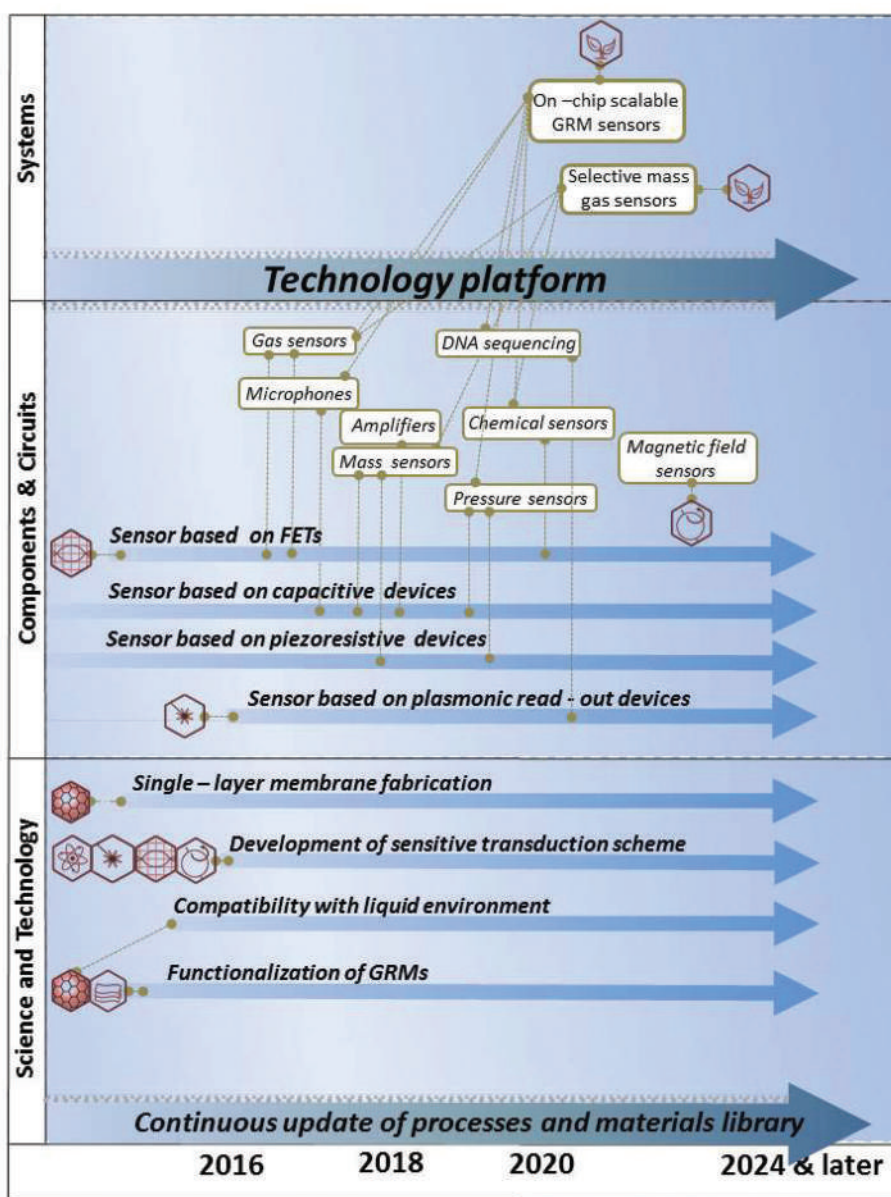 Systems
On –chip scalable
GRM sensors
Selective mass
gas sensors
Technology platform
Components & Circuits
Gas sensors
DNA sequencing
Microphones
Amplifiers
Chemical sensors
Mass sensors
Magnetic field
sensors
Pressure sensors
Sensor based on FETs
Sensor based on capacitive devices
Sensor based on piezoresistive devices
Sensor based on plasmonic read - out devices
Science and Technology
Single – layer membrane fabrication
Development of sensitive transduction scheme
Compatibility with liquid environment
Functionalization of GRMs
Continuous update of processes and materials library
2016 2018 2020 2024 & later